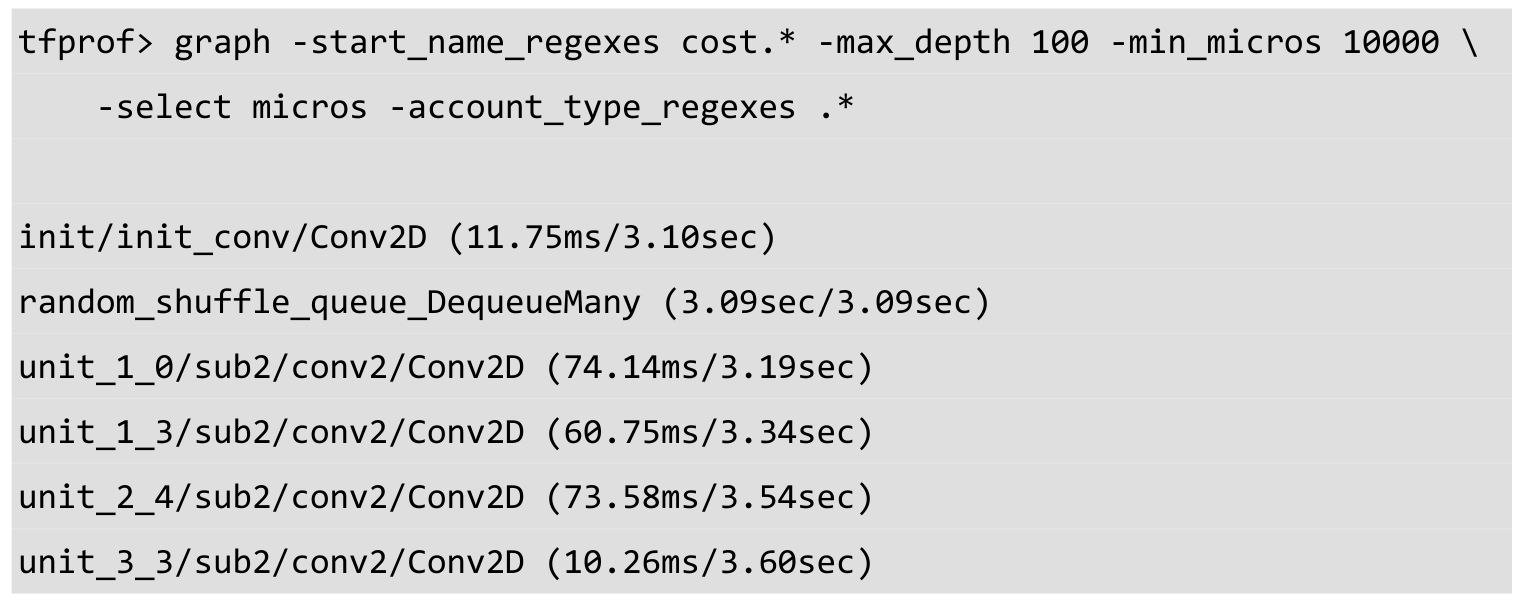 tfprof> graph -start_name_regexes cost.* -max_depth 100 -min_micros 10000 \
-select micros -account_type_regexes .*
init/init_conv/Conv2D (11.75ms/3.10sec)
random_shuffle_queue_DequeueMany (3.09sec/3.09sec)
unit_1_0/sub2/conv2/Conv2D (74.14ms/3.19sec)
unit_1_3/sub2/conv2/Conv2D (60.75ms/3.34sec)
unit_2_4/sub2/conv2/Conv2D (73.58ms/3.54sec)
unit_3_3/sub2/conv2/Conv2D (10.26ms/3.60sec)